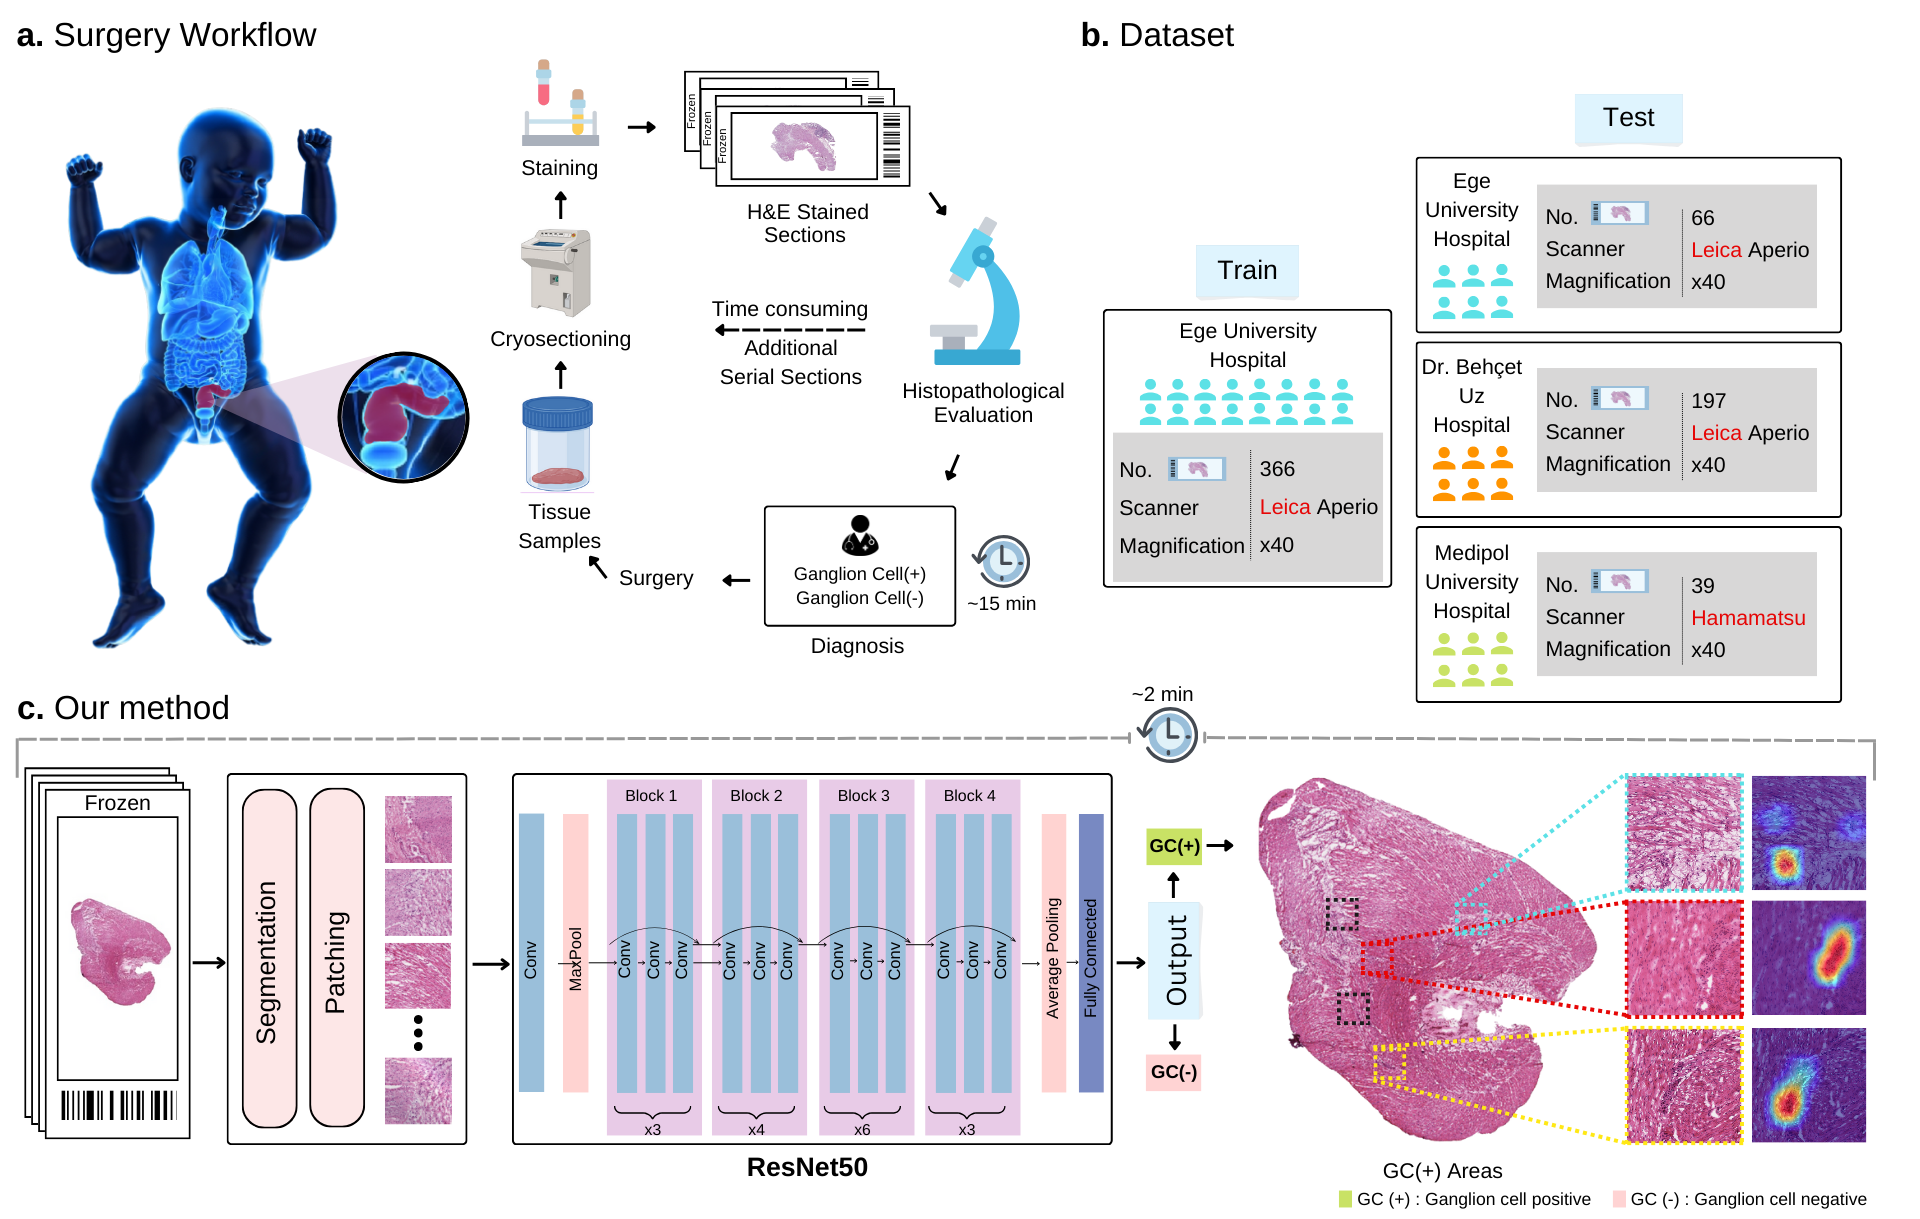 a. Surgery Workflow
Staining
Frozen
Frozen
Frozen
H&E Stained
Sections
Cryosectioning
Time consuming
Additional
Serial Sections
Histopathological
Evaluation
Tissue
Samples
Surgery
Ganglion Cell(+)
Ganglion Cell(-)
~15 min
Diagnosis
b. Dataset
Train
Ege University
Hospital
No. 366
Scanner Leica Aperio
Magnification x40
Test
Ege
University
Hospital
No. 66
Scanner Leica Aperio
Magnification x40
Dr. Behçet
Uz
Hospital
No. 197
Scanner Leica Aperio
Magnification x40
Medipol
University
Hospital
No. 39
Scanner Hamamatsu
Magnification x40
c. Our method
~2 min
Frozen
Segmentation
Patching
Conv
MaxPool
Block 1
Conv
Conv
Conv
x3
Block 2
Conv
Conv
Conv
x4
Block 3
Conv
Conv
Conv
x6
Block 4
Conv
Conv
Conv
x3
Average Pooling
Fully Connected
ResNet50
GC(+)
Output
GC(-)
GC(+) Areas
GC (+) : Ganglion cell positive
GC (-) : Ganglion cell negative